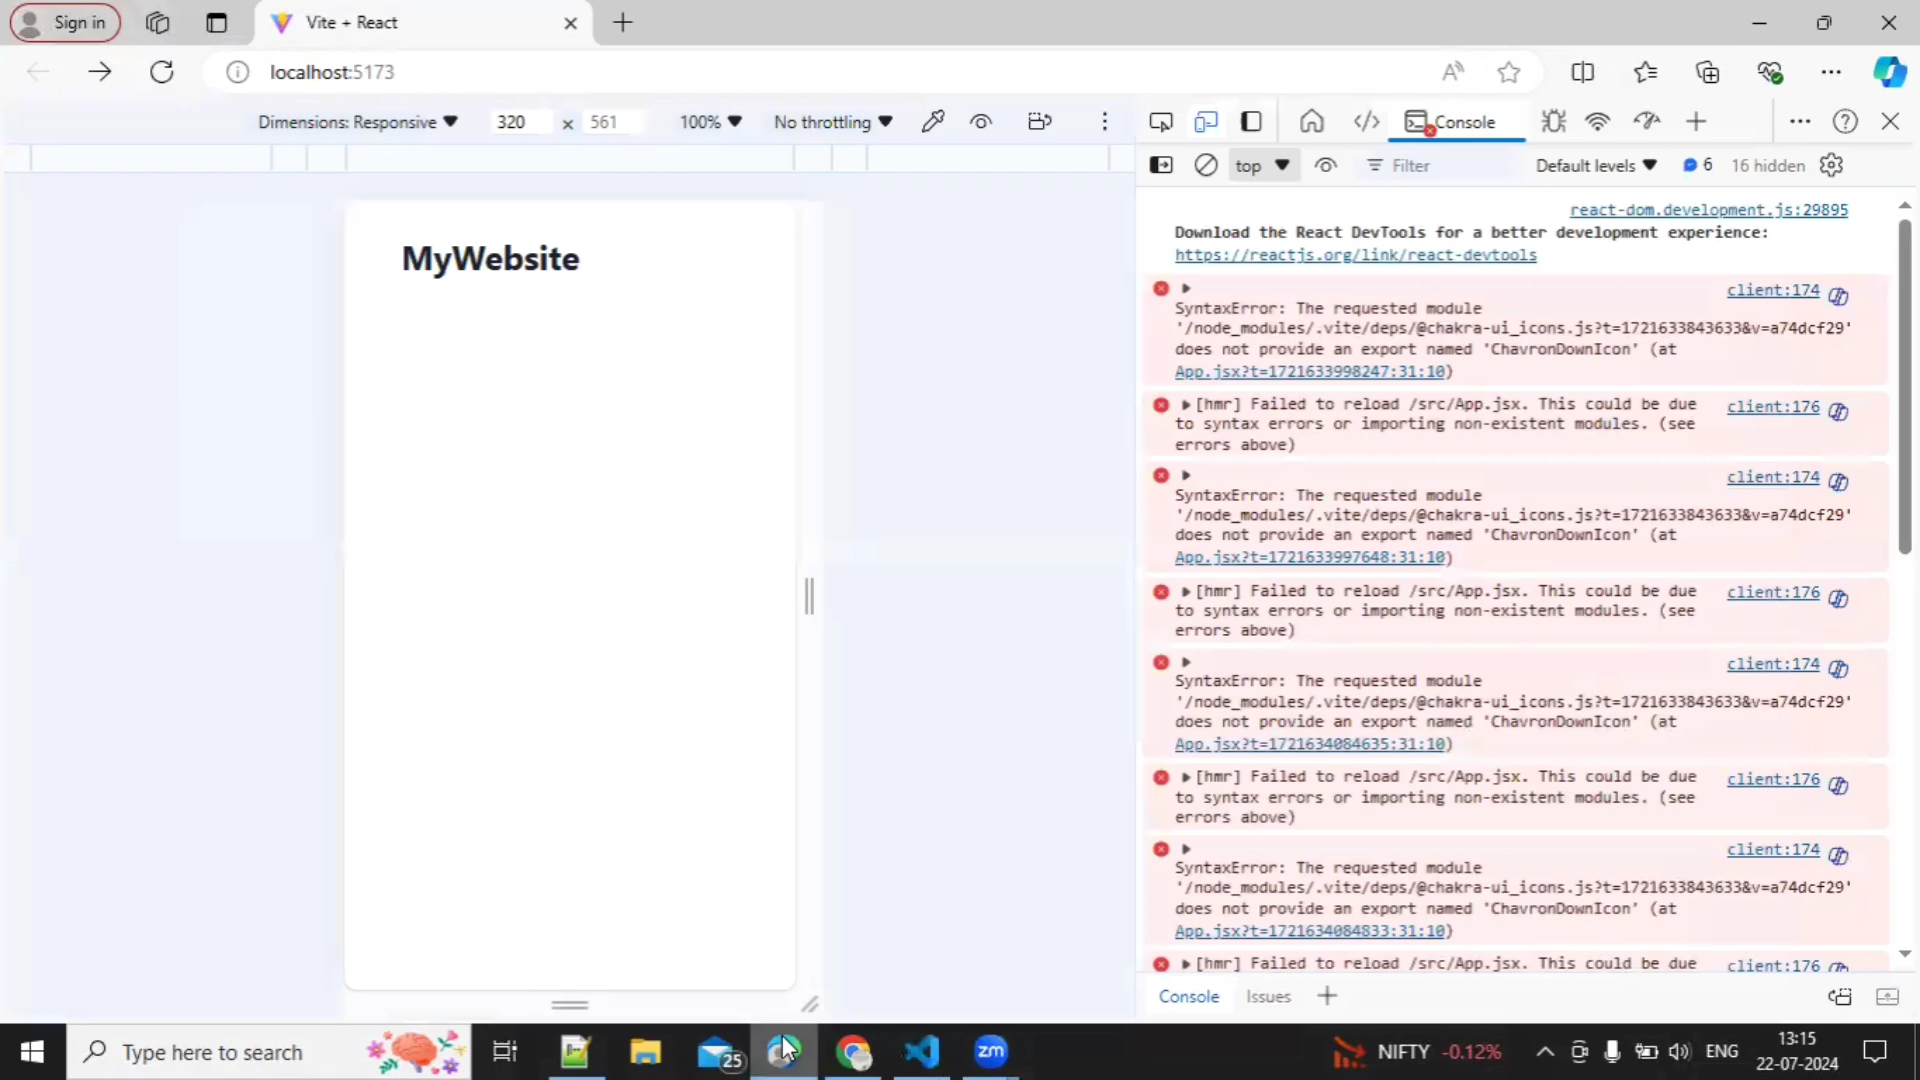 Sign in
Vite + React
localhost:5173
Dimensions: Responsive
320
x
561
100%
No throttling
Console
top
Filter
Default levels
6
16 hidden
react-dom.development.js:29895
Download the React DevTools for a better development experience:
https://reactjs.org/link/react-devtools
MyWebsite
client:174
SyntaxError: The requested module
'/node_modules/.vite/deps/@chakra-ui_icons.js?t=1721633843633&v=a74dcf29'
does not provide an export named 'ChavronDownIcon' (at
App.jsx?t=1721633998247:31:10)
[hmr] Failed to reload /src/App.jsx. This could be due client:176
to syntax errors or importing non-existent modules. (see
errors above)
client:174
SyntaxError: The requested module
'/node_modules/.vite/deps/@chakra-ui_icons.js?t=1721633843633&v=a74dcf29'
does not provide an export named 'ChavronDownIcon' (at
App.jsx?t=1721633997648:31:10)
[hmr] Failed to reload /src/App.jsx. This could be due client:176
to syntax errors or importing non-existent modules. (see
errors above)
client:174
SyntaxError: The requested module
'/node_modules/.vite/deps/@chakra-ui_icons.js?t=1721633843633&v=a74dcf29'
does not provide an export named 'ChavronDownIcon' (at
App.jsx?t=1721634084635:31:10)
[hmr] Failed to reload /src/App.jsx. This could be due client:176
to syntax errors or importing non-existent modules. (see
errors above)
client:174
SyntaxError: The requested module
'/node_modules/.vite/deps/@chakra-ui_icons.js?t=1721633843633&v=a74dcf29'
does not provide an export named 'ChavronDownIcon' (at
App.jsx?t=1721634084833:31:10)
[hmr] Failed to reload /src/App.jsx. This could be due client:176
Console
Issues
Type here to search
25
zm
NIFTY -0.12%
ENG
13:15
22-07-2024